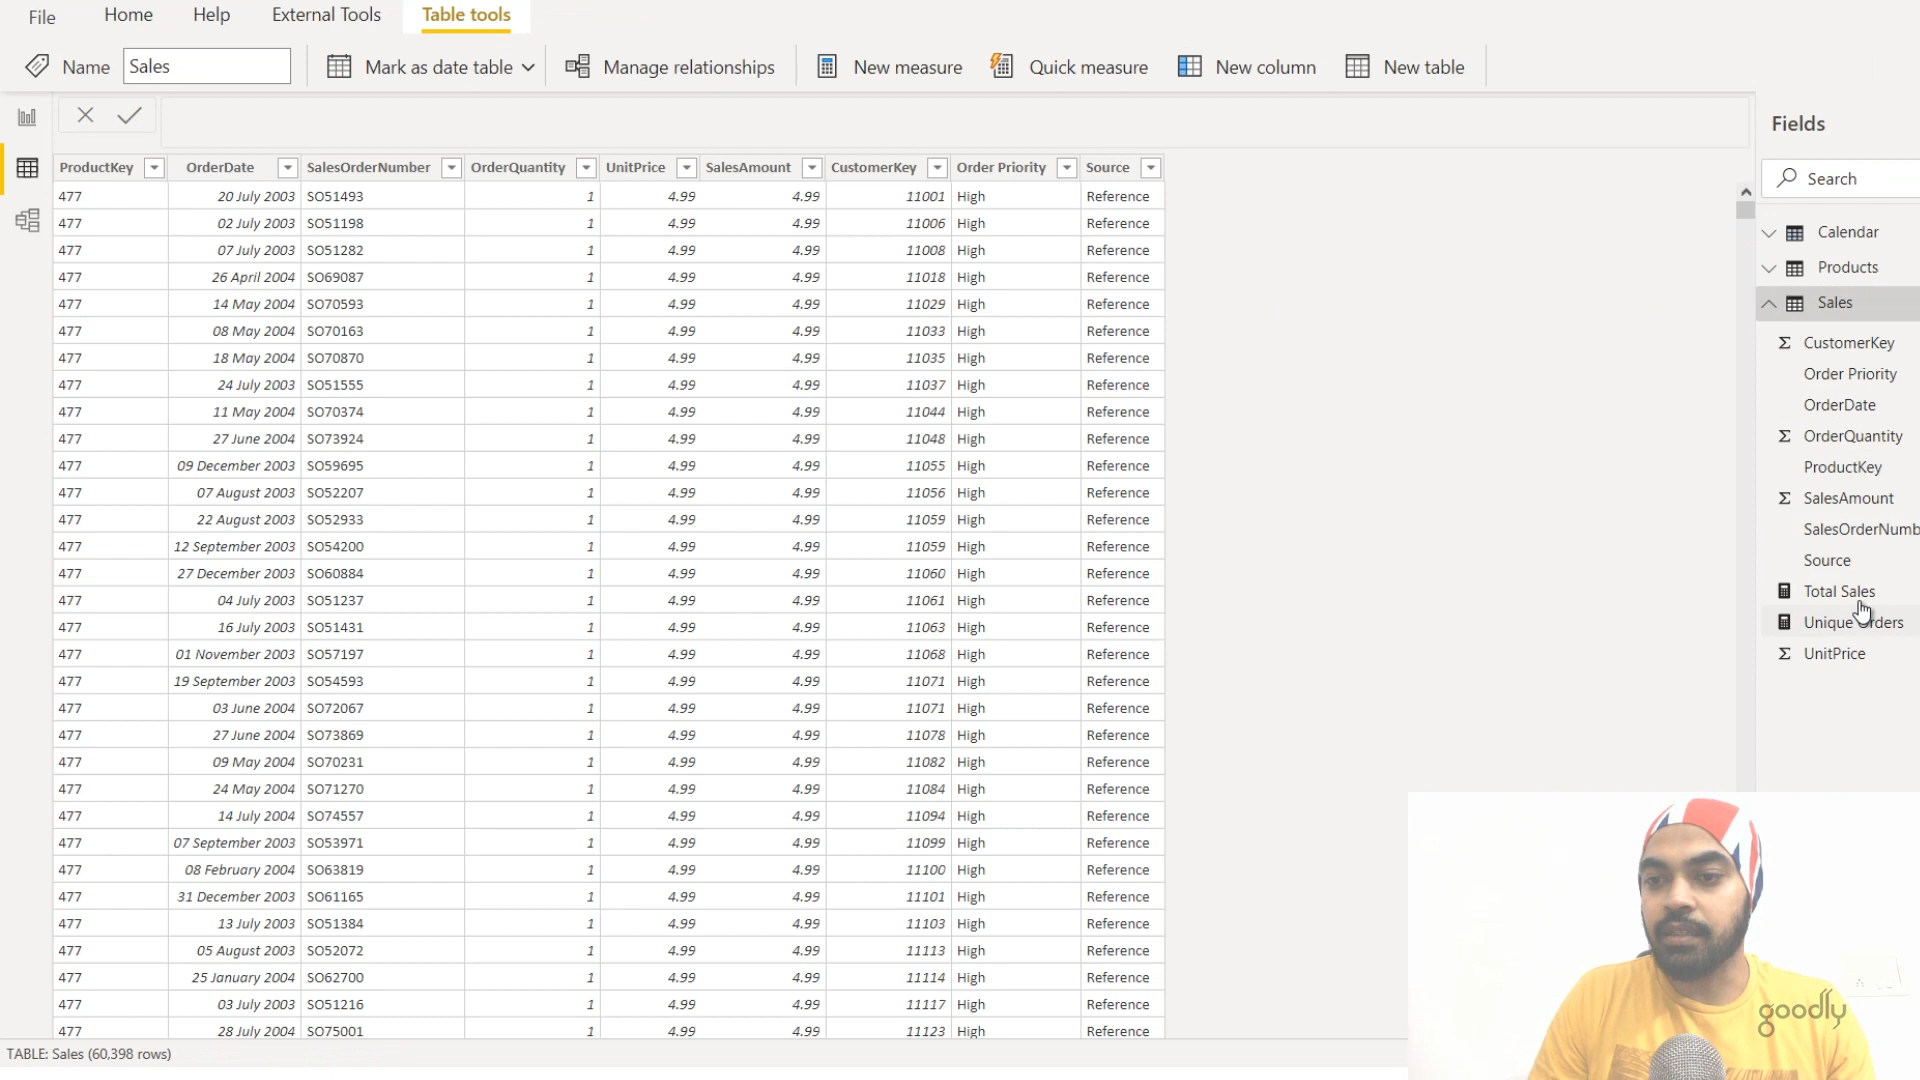 File Home Help External Tools Table tools
Name Sales Mark as date table Manage relationships New measure Quick measure New column New table
Fields
Search
Calendar
Products
Sales
CustomerKey
Order Priority
OrderDate
OrderQuantity
ProductKey
SalesAmount
SalesOrderNumb
Source
Total Sales
Unique Orders
UnitPrice
ProductKey OrderDate SalesOrderNumber OrderQuantity UnitPrice SalesAmount CustomerKey Order Priority Source
477 20 July 2003 SO51493 1 4.99 4.99 11001 High Reference
477 02 July 2003 SO51198 1 4.99 4.99 11006 High Reference
477 07 July 2003 SO51282 1 4.99 4.99 11008 High Reference
477 26 April 2004 SO69087 1 4.99 4.99 11018 High Reference
477 14 May 2004 SO70593 1 4.99 4.99 11029 High Reference
477 08 May 2004 SO70163 1 4.99 4.99 11033 High Reference
477 18 May 2004 SO70870 1 4.99 4.99 11035 High Reference
477 24 July 2003 SO51555 1 4.99 4.99 11037 High Reference
477 11 May 2004 SO70374 1 4.99 4.99 11044 High Reference
477 27 June 2004 SO73924 1 4.99 4.99 11048 High Reference
477 09 December 2003 SO59695 1 4.99 4.99 11055 High Reference
477 07 August 2003 SO52207 1 4.99 4.99 11056 High Reference
477 22 August 2003 SO52933 1 4.99 4.99 11059 High Reference
477 12 September 2003 SO54200 1 4.99 4.99 11059 High Reference
477 27 December 2003 SO60884 1 4.99 4.99 11060 High Reference
477 04 July 2003 SO51237 1 4.99 4.99 11061 High Reference
477 16 July 2003 SO51431 1 4.99 4.99 11063 High Reference
477 01 November 2003 SO57197 1 4.99 4.99 11068 High Reference
477 19 September 2003 SO54593 1 4.99 4.99 11071 High Reference
477 03 June 2004 SO72067 1 4.99 4.99 11071 High Reference
477 27 June 2004 SO73869 1 4.99 4.99 11078 High Reference
477 09 May 2004 SO70231 1 4.99 4.99 11082 High Reference
477 24 May 2004 SO71270 1 4.99 4.99 11084 High Reference
477 14 July 2004 SO74557 1 4.99 4.99 11094 High Reference
477 07 September 2003 SO53971 1 4.99 4.99 11099 High Reference
477 08 February 2004 SO63819 1 4.99 4.99 11100 High Reference
477 31 December 2003 SO61165 1 4.99 4.99 11101 High Reference
477 13 July 2003 SO51384 1 4.99 4.99 11103 High Reference
477 05 August 2003 SO52072 1 4.99 4.99 11113 High Reference
477 25 January 2004 SO62700 1 4.99 4.99 11114 High Reference
477 03 July 2003 SO51216 1 4.99 4.99 11117 High Reference
477 28 July 2004 SO75001 1 4.99 4.99 11123 High Reference
TABLE: Sales (60,398 rows)
goodly